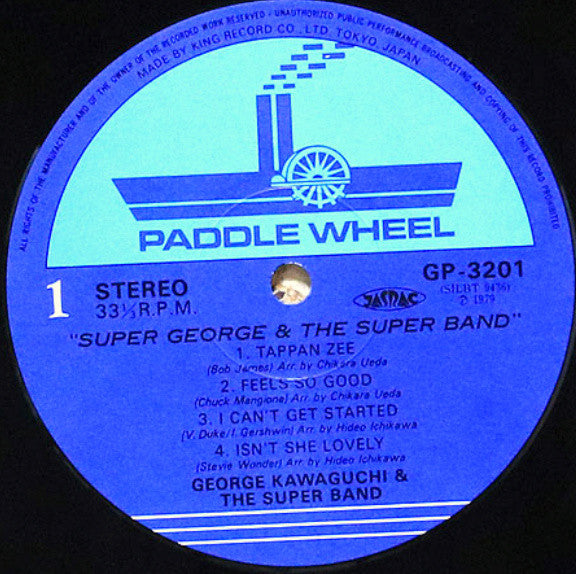 ALL RIGHTS OF THE MANUFACTURER AND OF THE OWNER OF THE RECORDED WORK RESERVED - UNAUTHORIZED PUBLIC PERFORMANCE BROADCASTING AND COPYING OF THIS RECORD PROHIBITED
MADE BY KING RECORD CO., LTD. TOKYO JAPAN
PADDLE WHEEL
1 STEREO
33⅓ R.P.M.
JASRAC
GP-3201
(SILBT 9436)
Ⓟ 1979
"SUPER GEORGE & THE SUPER BAND"
1. TAPPAN ZEE
(Bob James) Arr. by Chikara Ueda
2. FEELS SO GOOD
(Chuck Mangione) Arr. by Chikara Ueda
3. I CAN'T GET STARTED
(V. Duke/I. Gershwin) Arr. by Hideo Ichikawa
4. ISN'T SHE LOVELY
(Stevie Wonder) Arr. by Hideo Ichikawa
GEORGE KAWAGUCHI &
THE SUPER BAND